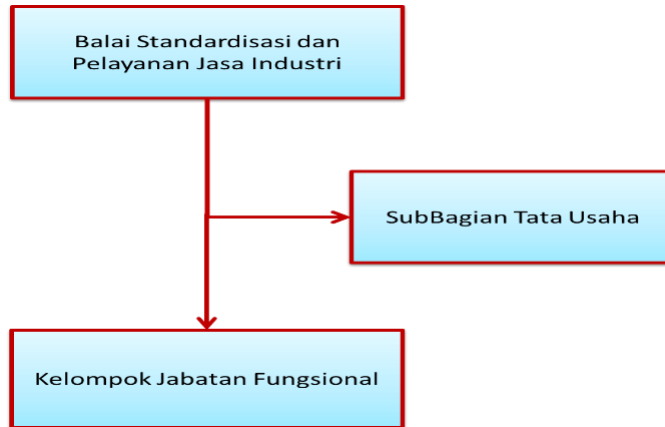 Balai Standardisasi dan
Pelayanan Jasa Industri
SubBagian Tata Usaha
Kelompok Jabatan Fungsional